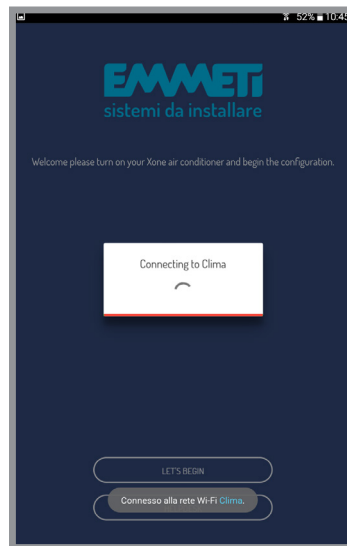 52% 10:45
EMMETi
sistemi da installare
Welcome please turn on your Xone air conditioner and begin the configuration.
Connecting to Clima
LET'S BEGIN
Connesso alla rete Wi-Fi Clima.